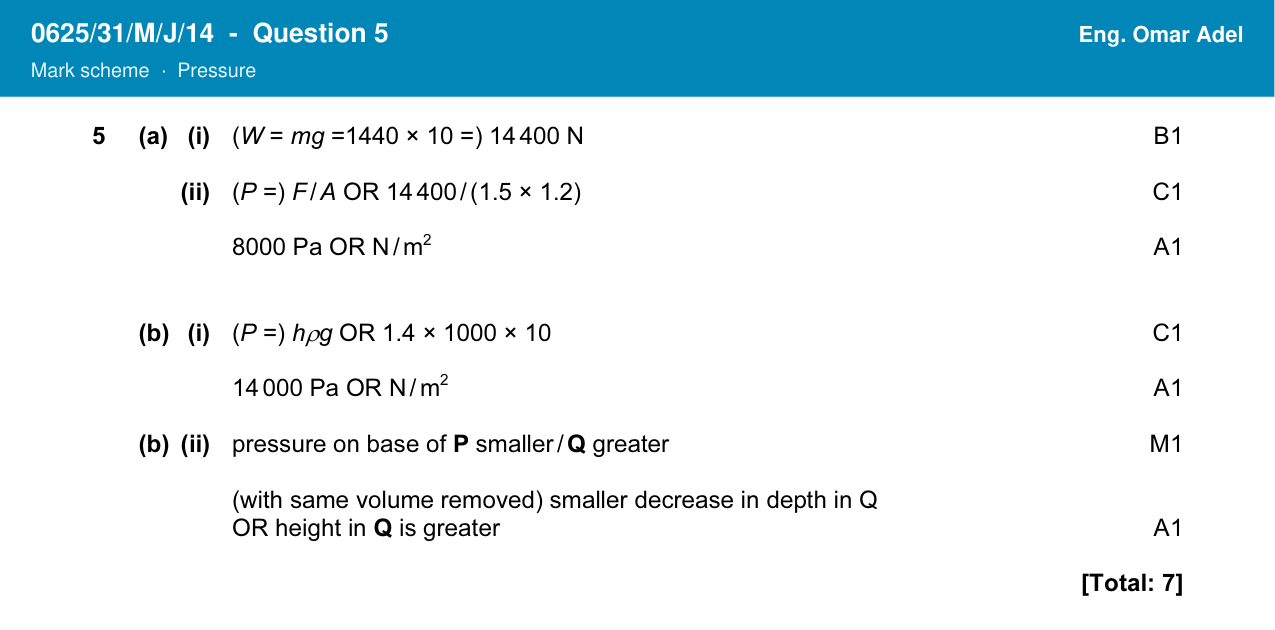 0625/31/M/J/14 - Question 5
Eng. Omar Adel
Mark scheme · Pressure
5 (a) (i) (W = mg =1440 × 10 =) 14 400 N B1
(ii) (P =) F / A OR 14 400 / (1.5 × 1.2) C1
8000 Pa OR N / m² A1
(b) (i) (P =) hρg OR 1.4 × 1000 × 10 C1
14 000 Pa OR N / m² A1
(b) (ii) pressure on base of P smaller / Q greater M1
(with same volume removed) smaller decrease in depth in Q
OR height in Q is greater A1
[Total: 7]